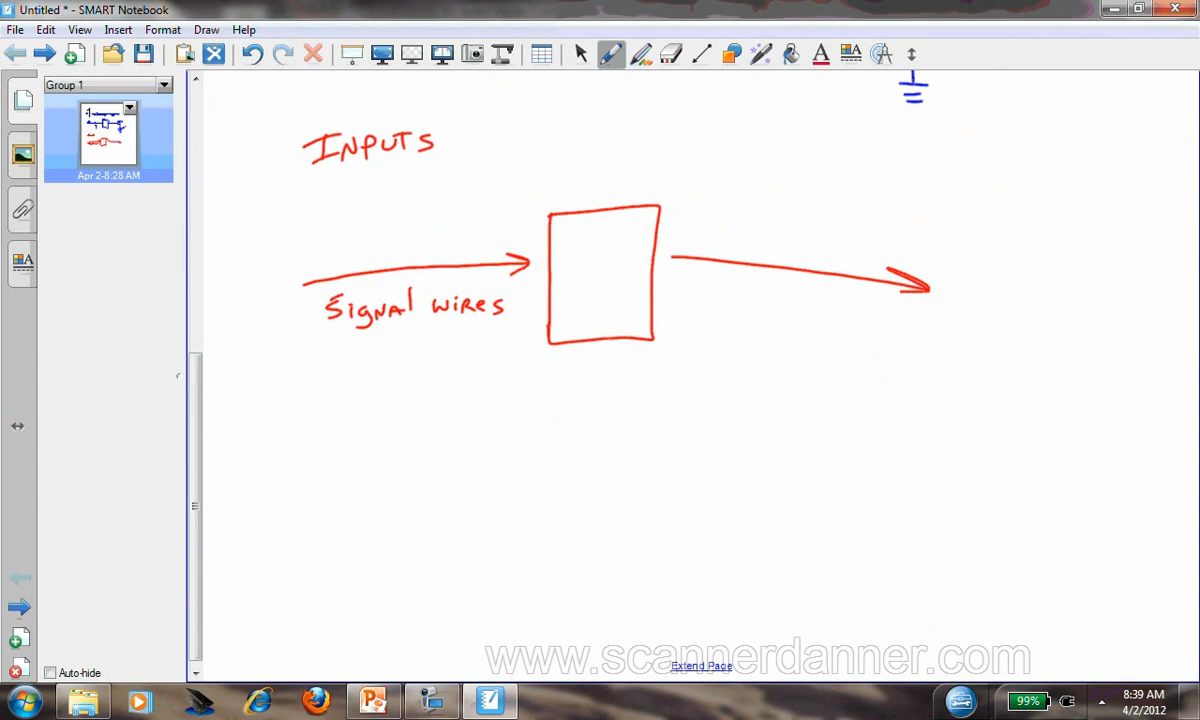 Untitled * - SMART Notebook
File Edit View Insert Format Draw Help
Group 1
Apr 2-8:28 AM
INPUTS
Signal wires
Auto-hide
Extend Page
www.scannerdanner.com
99%
8:39 AM
4/2/2012